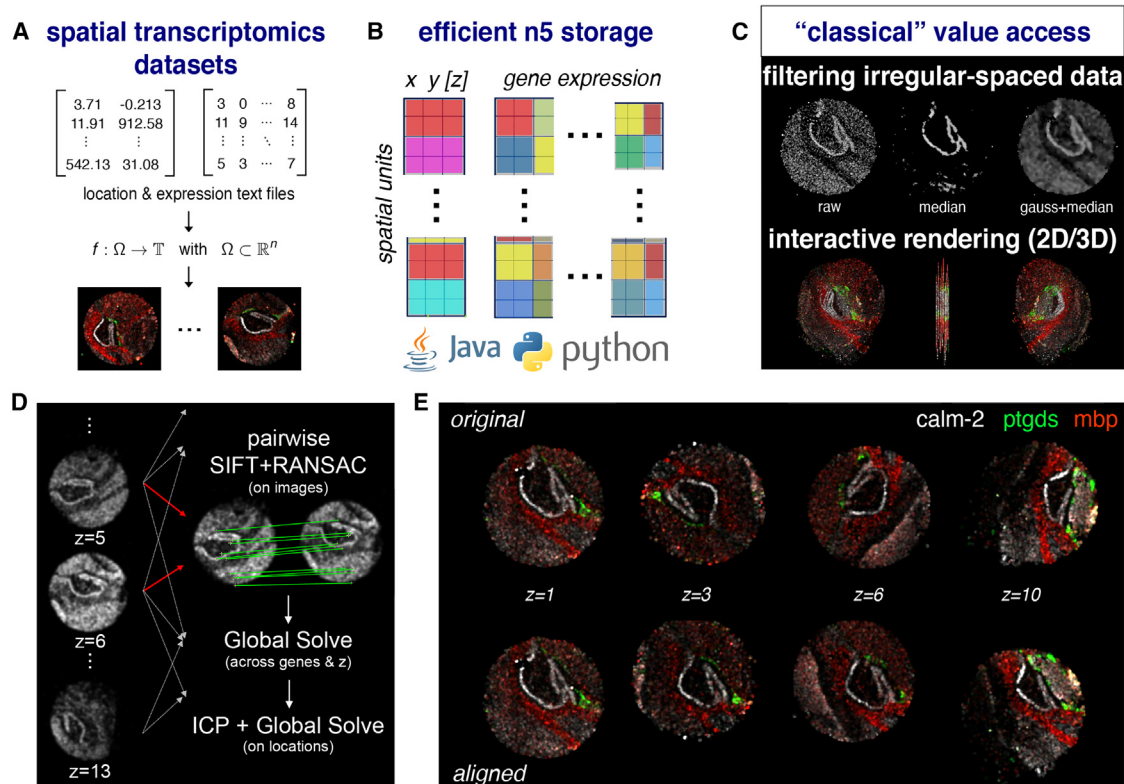 A
spatial transcriptomics
datasets
3.71 -0.213
11.91 912.58
⋮ ⋮
542.13 31.08
3 0 ⋯ 8
11 9 ⋯ 14
⋮ ⋮ ⋱ ⋮
5 3 ⋯ 7
location & expression text files
f : Ω → 𝕋 with Ω ⊂ ℝⁿ
...
B
efficient n5 storage
x y [z]
gene expression
spatial units
Java
python
C
“classical” value access
filtering irregular-spaced data
raw
median
gauss+median
interactive rendering (2D/3D)
D
z=5
z=6
z=13
pairwise
SIFT+RANSAC
(on images)
Global Solve
(across genes & z)
ICP + Global Solve
(on locations)
E
original
calm-2 ptgds mbp
z=1
z=3
z=6
z=10
aligned